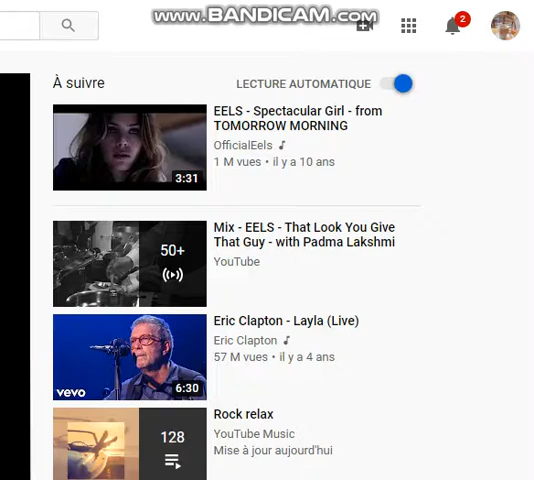 www.BANDICAM.com
2
À suivre
LECTURE AUTOMATIQUE
EELS - Spectacular Girl - from
TOMORROW MORNING
OfficialEels
1 M vues • il y a 10 ans
3:31
Mix - EELS - That Look You Give
That Guy - with Padma Lakshmi
YouTube
50+
Eric Clapton - Layla (Live)
Eric Clapton
57 M vues • il y a 4 ans
vevo
6:30
Rock relax
YouTube Music
Mise à jour aujourd'hui
128